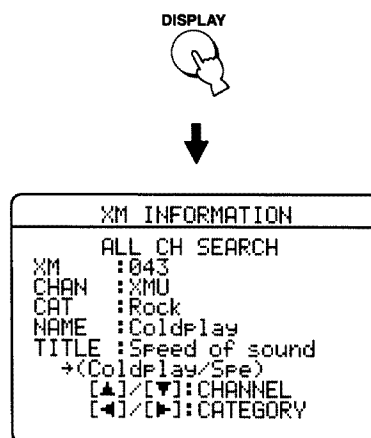 DISPLAY
XM INFORMATION
ALL CH SEARCH
XM :043
CHAN :XMU
CAT :Rock
NAME :Coldplay
TITLE :Speed of sound
→(Coldplay/Spe)
[▲]/[▼]:CHANNEL
[◀]/[▶]:CATEGORY